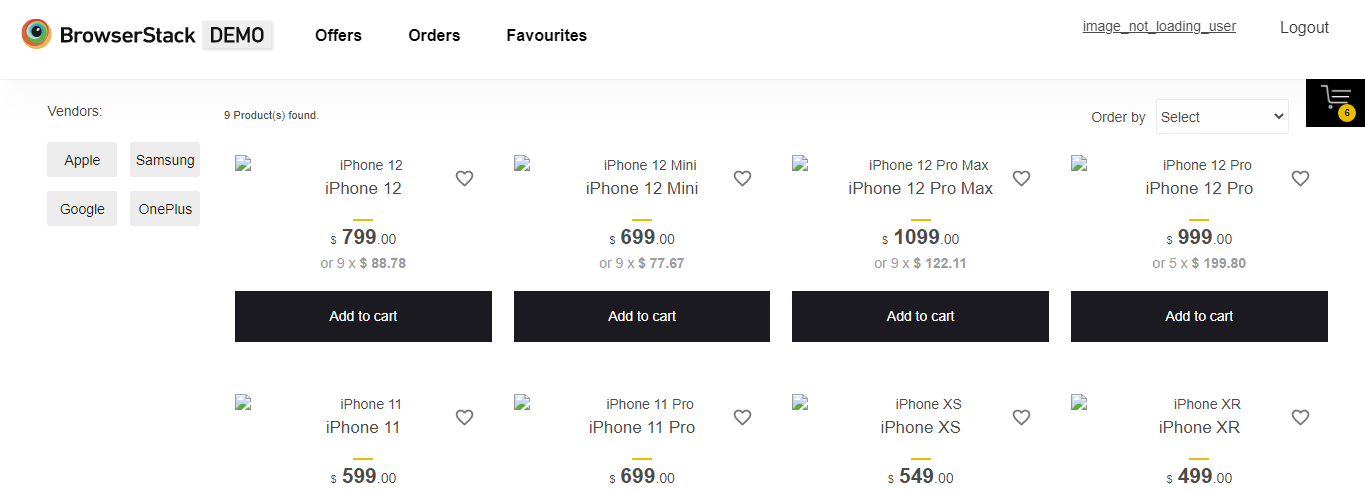 BrowserStack DEMO Offers Orders Favourites image_not_loading_user Logout
Vendors:
9 Product(s) found.
Order by Select
6
Apple Samsung
Google OnePlus
iPhone 12 iPhone 12 Mini iPhone 12 Pro Max iPhone 12 Pro
iPhone 12 iPhone 12 Mini iPhone 12 Pro Max iPhone 12 Pro
$ 799.00 $ 699.00 $ 1099.00 $ 999.00
or 9 x $ 88.78 or 9 x $ 77.67 or 9 x $ 122.11 or 5 x $ 199.80
Add to cart Add to cart Add to cart Add to cart
iPhone 11 iPhone 11 Pro iPhone XS iPhone XR
iPhone 11 iPhone 11 Pro iPhone XS iPhone XR
$ 599.00 $ 699.00 $ 549.00 $ 499.00